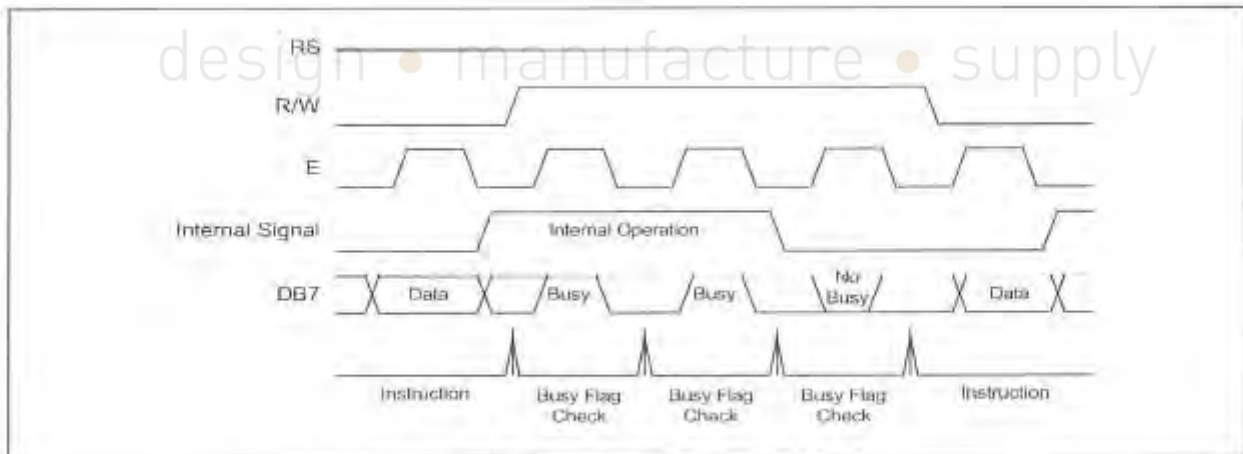 RS
design • manufacture • supply
R/W
E
Internal Signal
Internal Operation
DB7
Data
Busy
Busy
No
Busy
Data
Instruction
Busy Flag
Check
Busy Flag
Check
Busy Flag
Check
Instruction